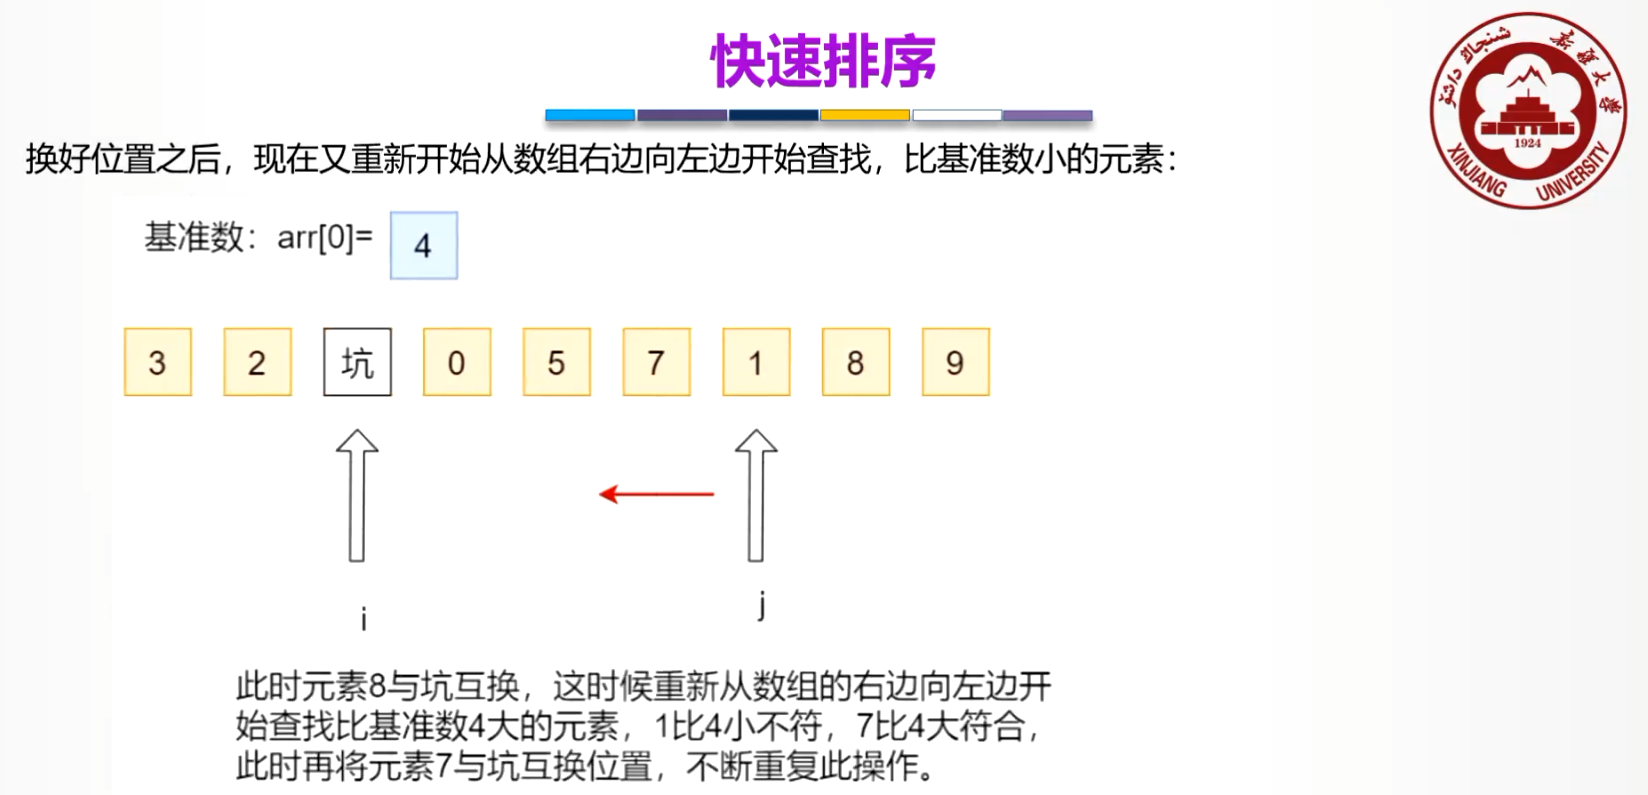 快速排序
换好位置之后，现在又重新开始从数组右边向左边开始查找，比基准数小的元素：
基准数：arr[0]= 4
3 2 坑 0 5 7 1 8 9
i j
此时元素8与坑互换，这时候重新从数组的右边向左边开
始查找比基准数4大的元素，1比4小不符，7比4大符合，
此时再将元素7与坑互换位置，不断重复此操作。
新疆大学
1924
XINJIANG UNIVERSITY